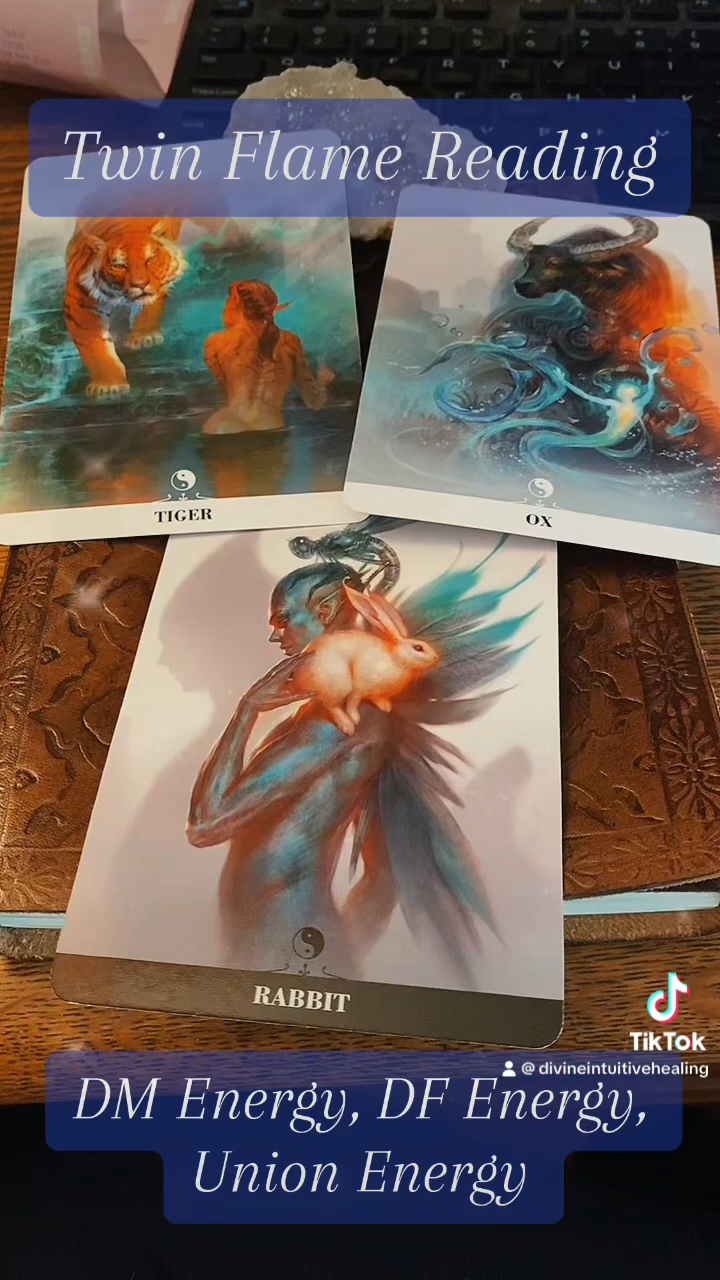 Twin Flame Reading
TIGER
OX
RABBIT
TikTok
@divineintuitivehealing
DM Energy, DF Energy,
Union Energy